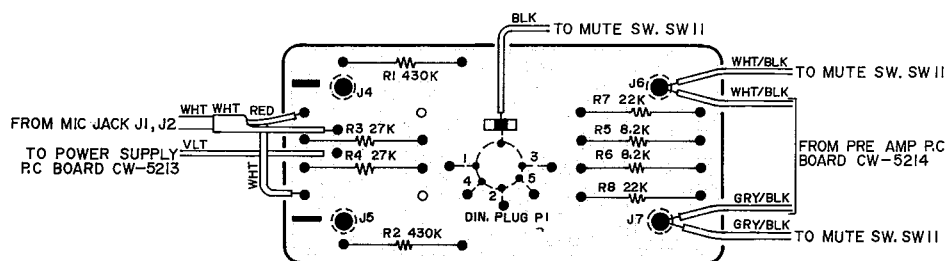 BLK
TO MUTE SW. SW11
R1 430K
J4
J6
WHT/BLK
TO MUTE SW. SW11
WHT/BLK
R7 22K
WHT WHT RED
FROM MIC JACK J1, J2
R3 27K
R5 8.2K
VLT
TO POWER SUPPLY
P.C BOARD CW-5213
R4 27K
WHT
1
3
4
5
2
R6 8.2K
FROM PRE AMP P.C
BOARD CW-5214
R8 22K
DIN. PLUG P1
J5
J7
GRY/BLK
GRY/BLK
TO MUTE SW. SW11
R2 430K